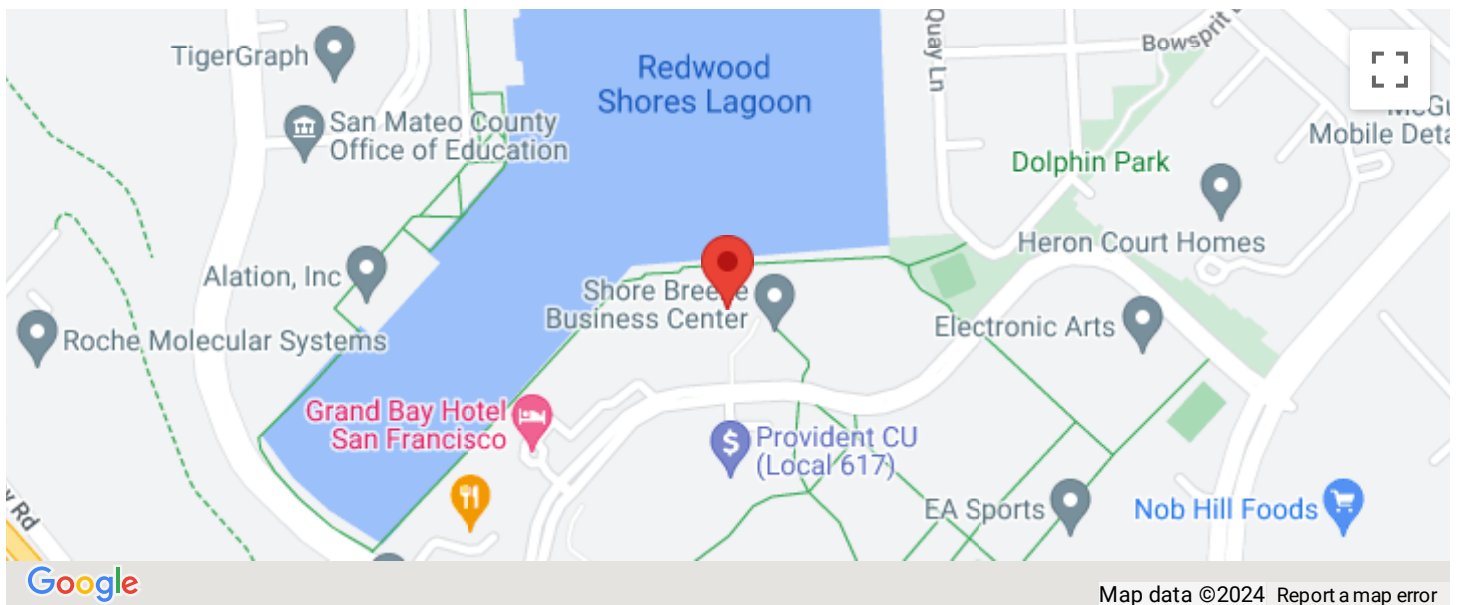 TigerGraph
San Mateo County
Office of Education
Redwood
Shores Lagoon
Quay Ln
Bowsprit
Mobile Deta
Dolphin Park
Heron Court Homes
Alation, Inc
Shore Breeze
Business Center
Roche Molecular Systems
Electronic Arts
Grand Bay Hotel
San Francisco
$
Provident CU
(Local 617)
EA Sports
Nob Hill Foods
Rd
Google
Map data ©2024 Report a map error